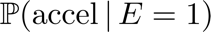 ℙ(accel | E = 1)